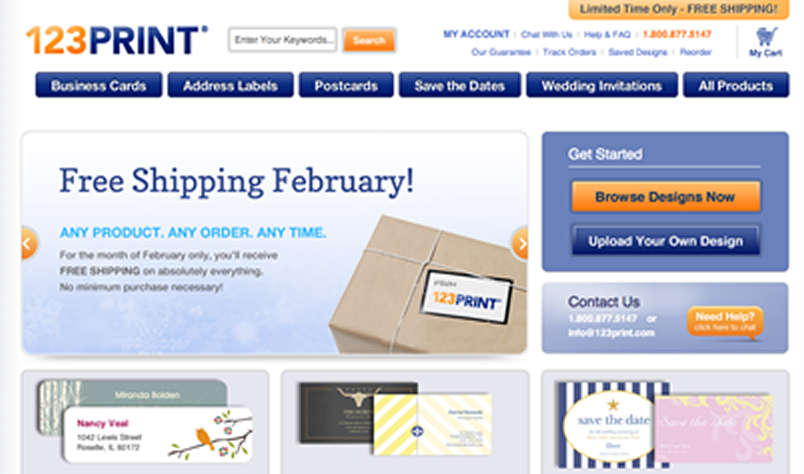 Limited Time Only - FREE SHIPPING!
123PRINT®
Enter Your Keywords...
Search
MY ACCOUNT | Chat With Us | Help & FAQ | 1.800.877.5147
Our Guarantee | Track Orders | Saved Designs | Reorder
My Cart
Business Cards
Address Labels
Postcards
Save the Dates
Wedding Invitations
All Products
Free Shipping February!
ANY PRODUCT. ANY ORDER. ANY TIME.
For the month of February only, you'll receive
FREE SHIPPING on absolutely everything.
No minimum purchase necessary!
123PRINT
Get Started
Browse Designs Now
Upload Your Own Design
Contact Us
1.800.877.5147 or
info@123print.com
Need Help?
click here to chat
Miranda Bolden
Nancy Veal
1042 Lewis Street
Roselle, IL 60172
save the date
Save the Date